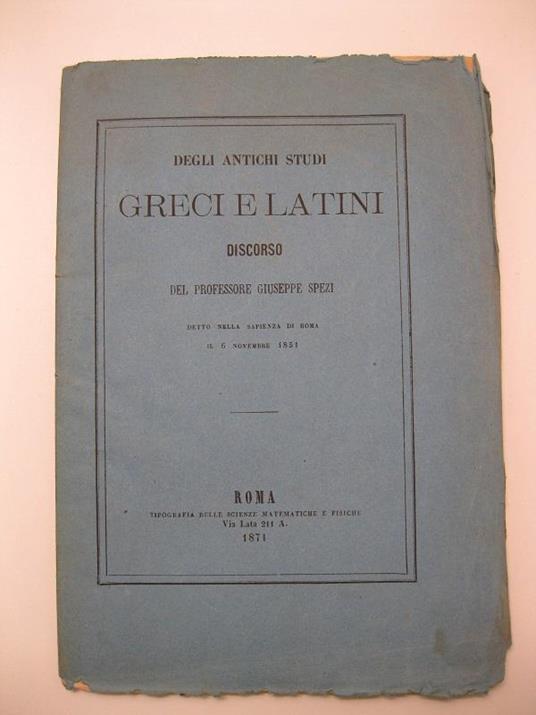 DEGLI ANTICHI STUDI
GRECI E LATINI
DISCORSO
DEL PROFESSORE GIUSEPPE SPEZI
DETTO NELLA SAPIENZA DI ROMA
IL 6 NOVEMBRE 1851
ROMA
TIPOGRAFIA DELLE SCIENZE MATEMATICHE E FISICHE
Via Lata 211 A.
1871